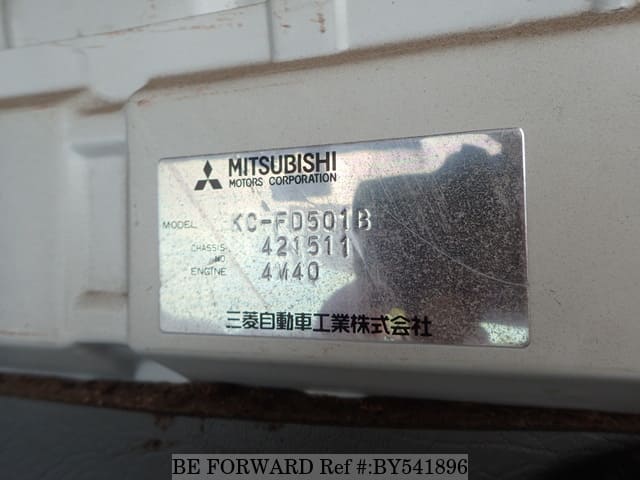 MITSUBISHI
MOTORS CORPORATION
MODEL KC-FD501B
CHASSIS NO 421511
ENGINE 4M40
三菱自動車工業株式会社
BE FORWARD Ref #:BY541896